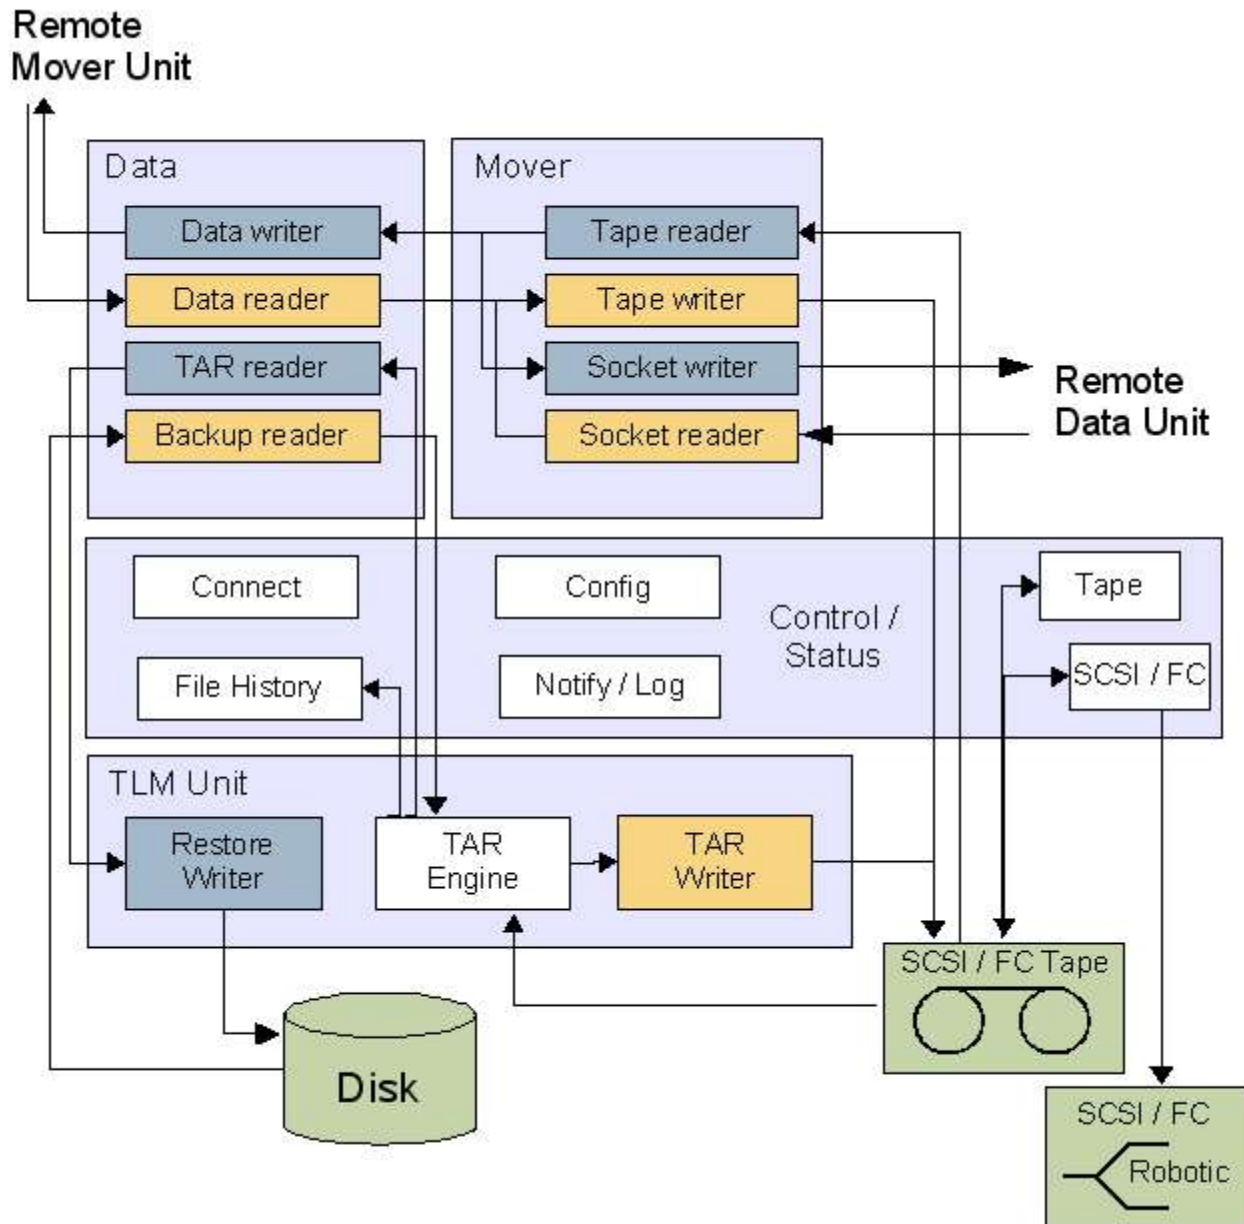 Remote
Mover Unit
Data
Data writer
Data reader
TAR reader
Backup reader
Mover
Tape reader
Tape writer
Socket writer
Socket reader
Remote
Data Unit
Connect
Config
File History
Notify / Log
Control /
Status
Tape
SCSI / FC
TLM Unit
Restore
Writer
TAR
Engine
TAR
Writer
SCSI / FC Tape
Disk
SCSI / FC
Robotic